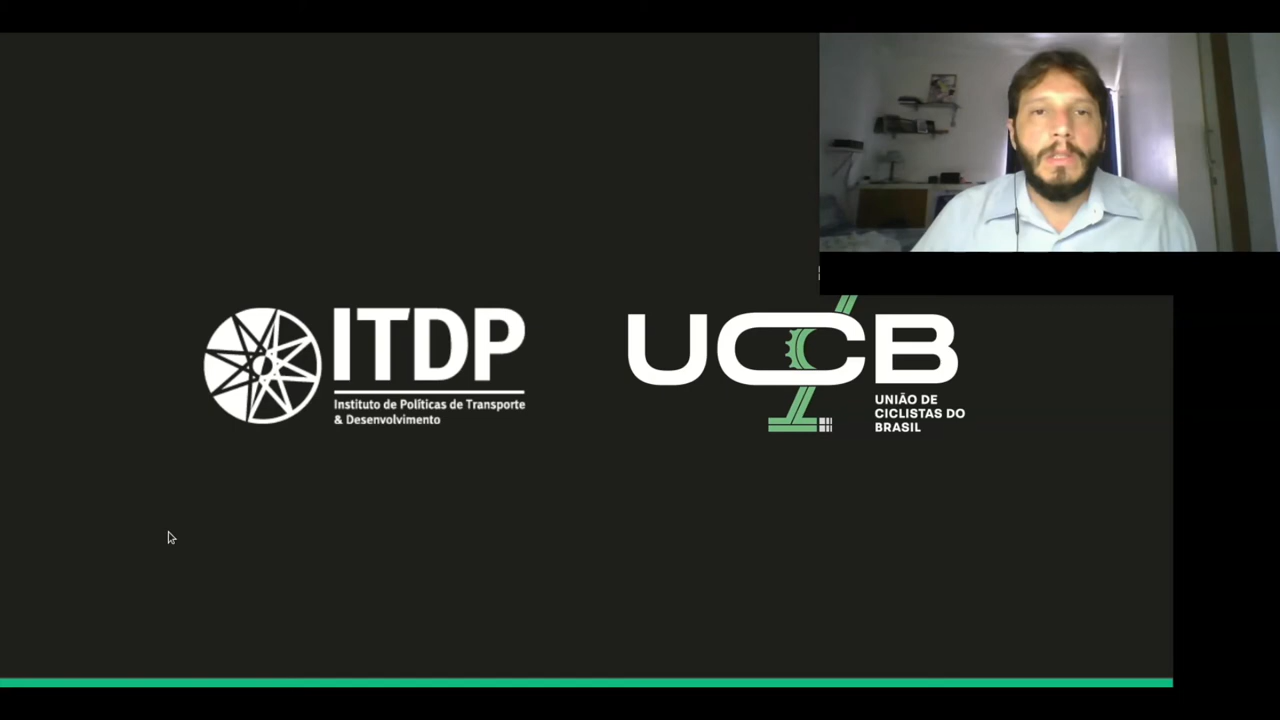 ITDP
Instituto de Políticas de Transporte
& Desenvolvimento
UCB
UNIÃO DE
CICLISTAS DO
BRASIL